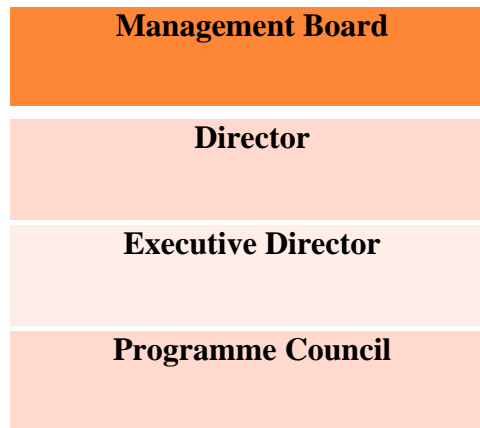 Management Board
Director
Executive Director
Programme Council